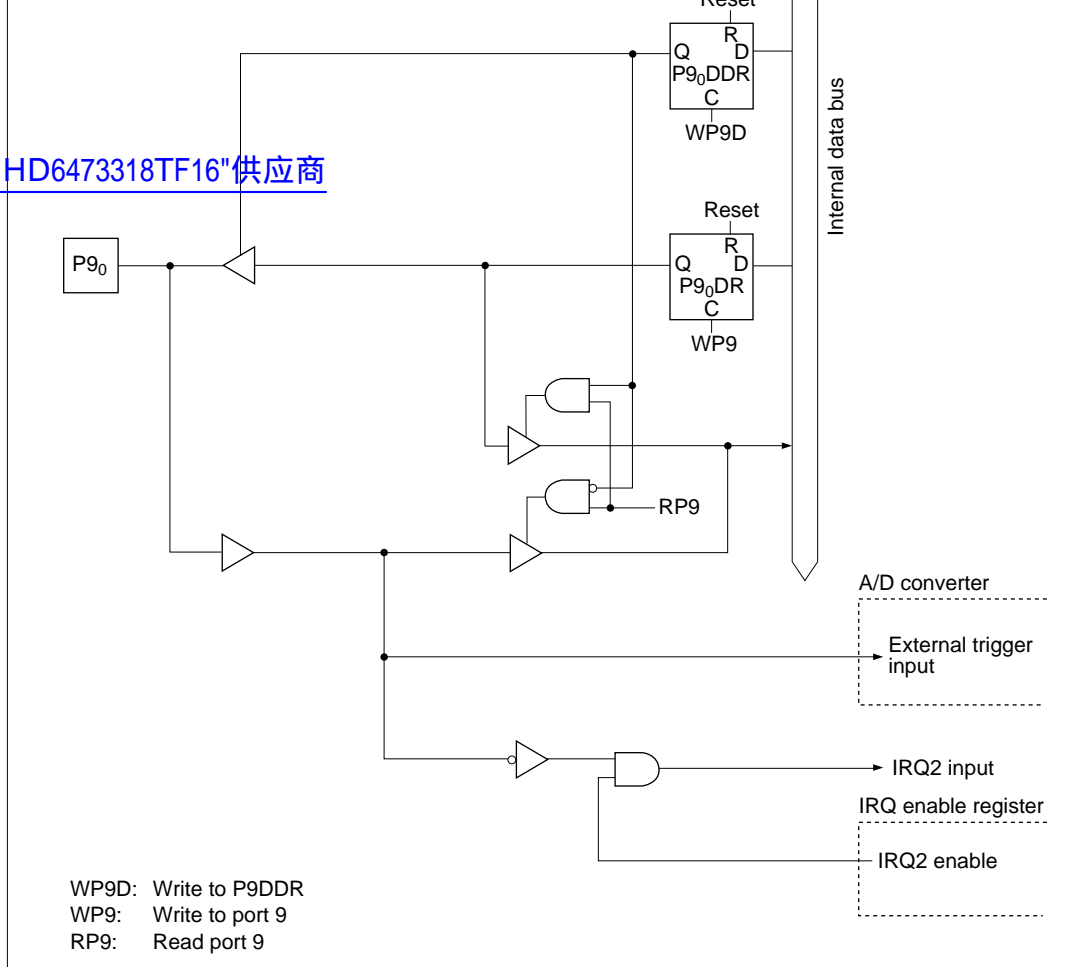 Reset
R
Q
D
P9₀DDR
C
WP9D
Internal data bus
HD6473318TF16"供应商
Reset
P9₀
R
Q
D
P9₀DR
C
WP9
RP9
A/D converter
External trigger
input
IRQ2 input
IRQ enable register
IRQ2 enable
WP9D: Write to P9DDR
WP9: Write to port 9
RP9: Read port 9